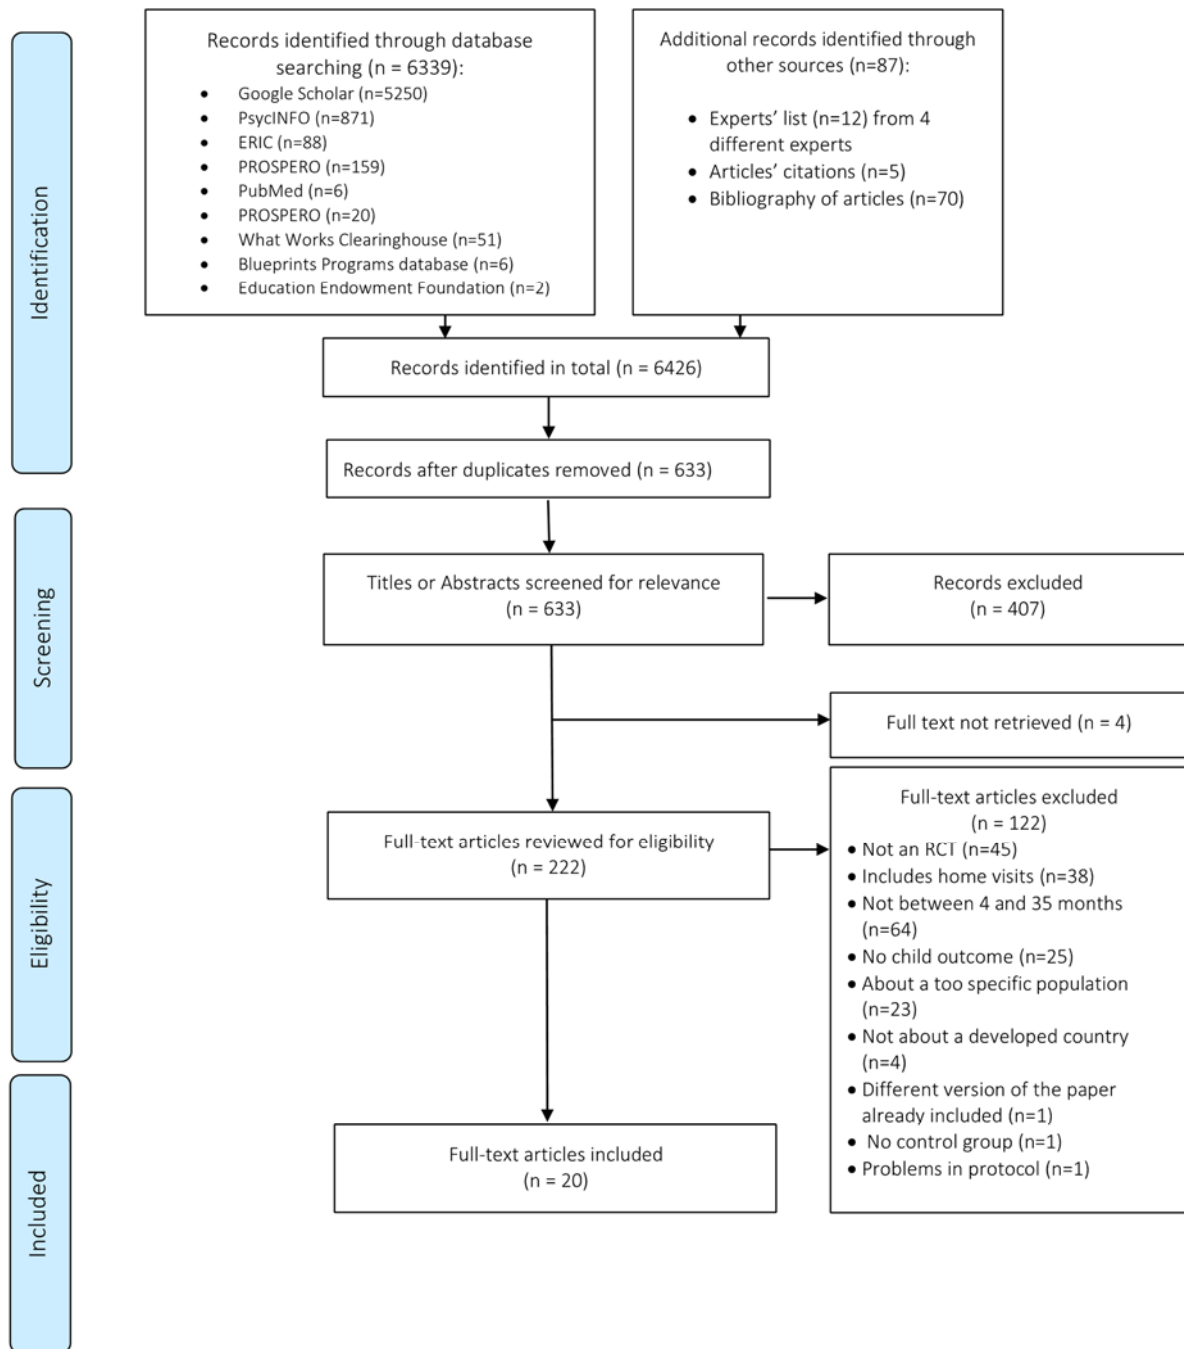 Records identified through database
searching (n = 6339):
• Google Scholar (n=5250)
• PsycINFO (n=871)
• ERIC (n=88)
• PROSPERO (n=159)
• PubMed (n=6)
• PROSPERO (n=20)
• What Works Clearinghouse (n=51)
• Blueprints Programs database (n=6)
• Education Endowment Foundation (n=2)
Additional records identified through
other sources (n=87):
• Experts’ list (n=12) from 4
different experts
• Articles’ citations (n=5)
• Bibliography of articles (n=70)
Identification
Records identified in total (n = 6426)
Records after duplicates removed (n = 633)
Screening
Titles or Abstracts screened for relevance
(n = 633)
Records excluded
(n = 407)
Full text not retrieved (n = 4)
Eligibility
Full-text articles reviewed for eligibility
(n = 222)
Full-text articles excluded
(n = 122)
• Not an RCT (n=45)
• Includes home visits (n=38)
• Not between 4 and 35 months
(n=64)
• No child outcome (n=25)
• About a too specific population
(n=23)
• Not about a developed country
(n=4)
• Different version of the paper
already included (n=1)
• No control group (n=1)
• Problems in protocol (n=1)
Included
Full-text articles included
(n = 20)